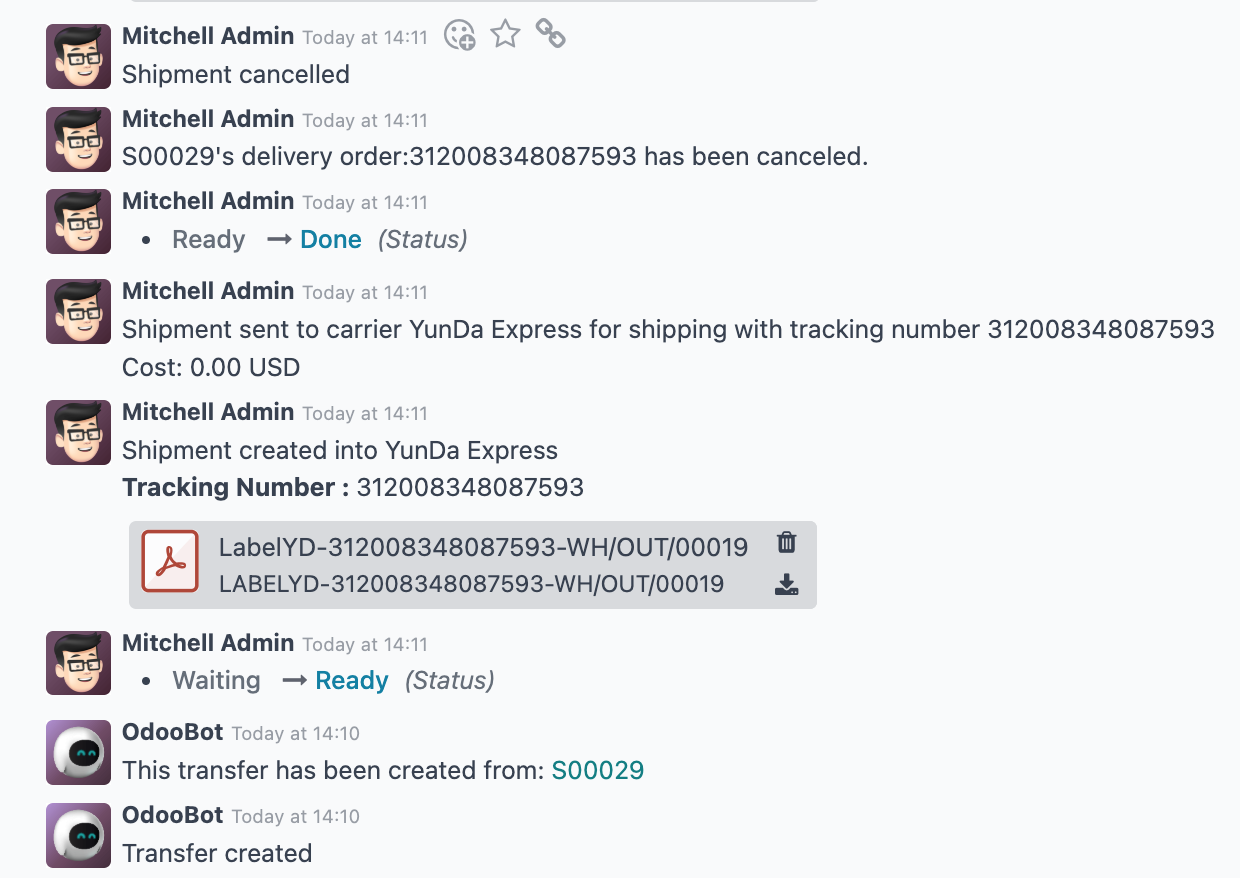 Mitchell Admin Today at 14:11
Shipment cancelled
Mitchell Admin Today at 14:11
S00029's delivery order:312008348087593 has been canceled.
Mitchell Admin Today at 14:11
• Ready → Done (Status)
Mitchell Admin Today at 14:11
Shipment sent to carrier YunDa Express for shipping with tracking number 312008348087593
Cost: 0.00 USD
Mitchell Admin Today at 14:11
Shipment created into YunDa Express
Tracking Number : 312008348087593
LabelYD-312008348087593-WH/OUT/00019
LABELYD-312008348087593-WH/OUT/00019
Mitchell Admin Today at 14:11
• Waiting → Ready (Status)
OdooBot Today at 14:10
This transfer has been created from: S00029
OdooBot Today at 14:10
Transfer created